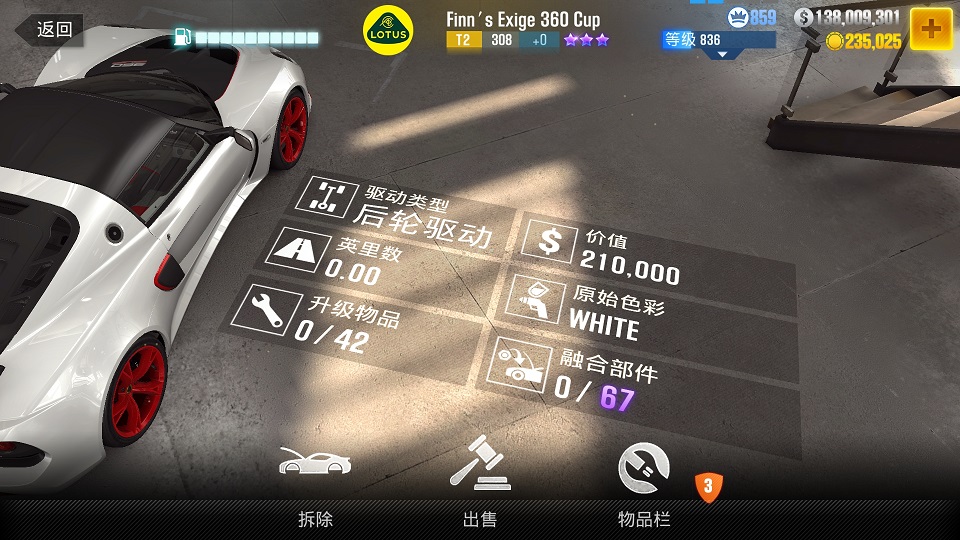 返回
LOTUS
Finn's Exige 360 Cup
T2 308 +0
859
138,009,301
等级 836
235,025
驱动类型
后轮驱动
英里数
0.00
升级物品
0/42
$
价值
210,000
原始色彩
WHITE
融合部件
0/67
拆除
出售
物品栏
3